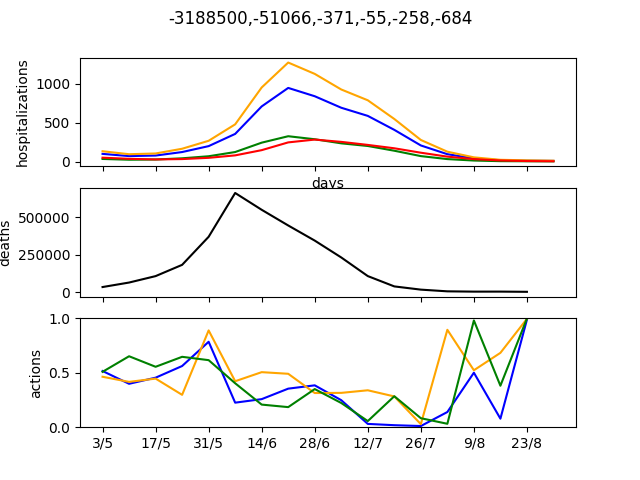 -3188500,-51066,-371,-55,-258,-684
hospitalizations
1000
500
0
days
deaths
500000
250000
0
actions
1.0
0.5
0.0
3/5 17/5 31/5 14/6 28/6 12/7 26/7 9/8 23/8